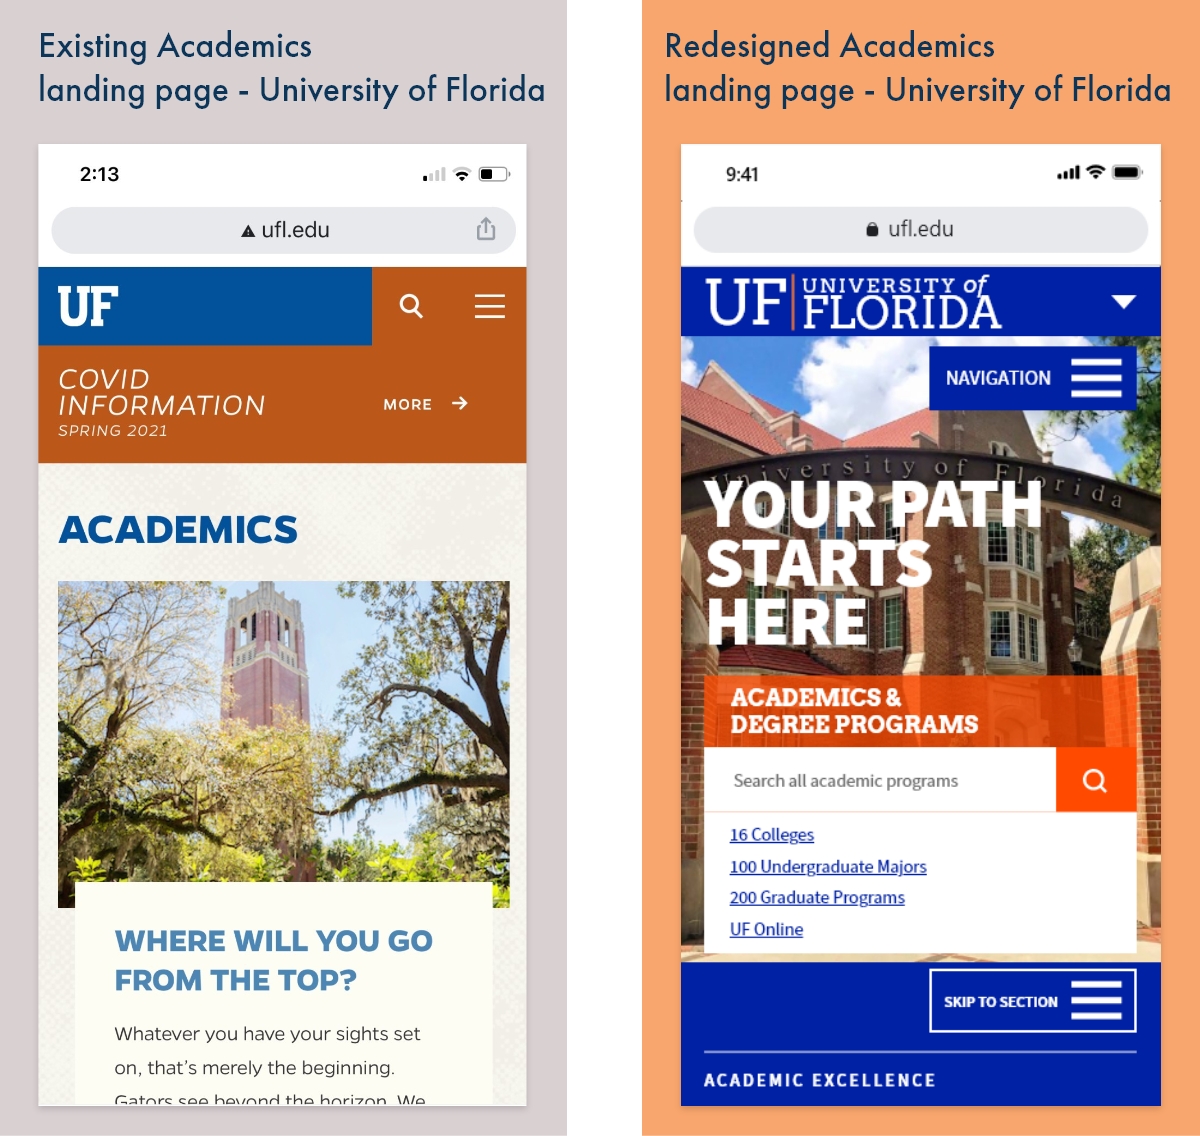 Existing Academics
landing page - University of Florida
2:13
ufl.edu
UF
COVID
INFORMATION
SPRING 2021
MORE
ACADEMICS
WHERE WILL YOU GO
FROM THE TOP?
Whatever you have your sights set
on, that's merely the beginning.
Gators see beyond the horizon. We
Redesigned Academics
landing page - University of Florida
9:41
ufl.edu
UF UNIVERSITY of
FLORIDA
NAVIGATION
University of Florida
YOUR PATH
STARTS
HERE
ACADEMICS &
DEGREE PROGRAMS
Search all academic programs
16 Colleges
100 Undergraduate Majors
200 Graduate Programs
UF Online
SKIP TO SECTION
ACADEMIC EXCELLENCE